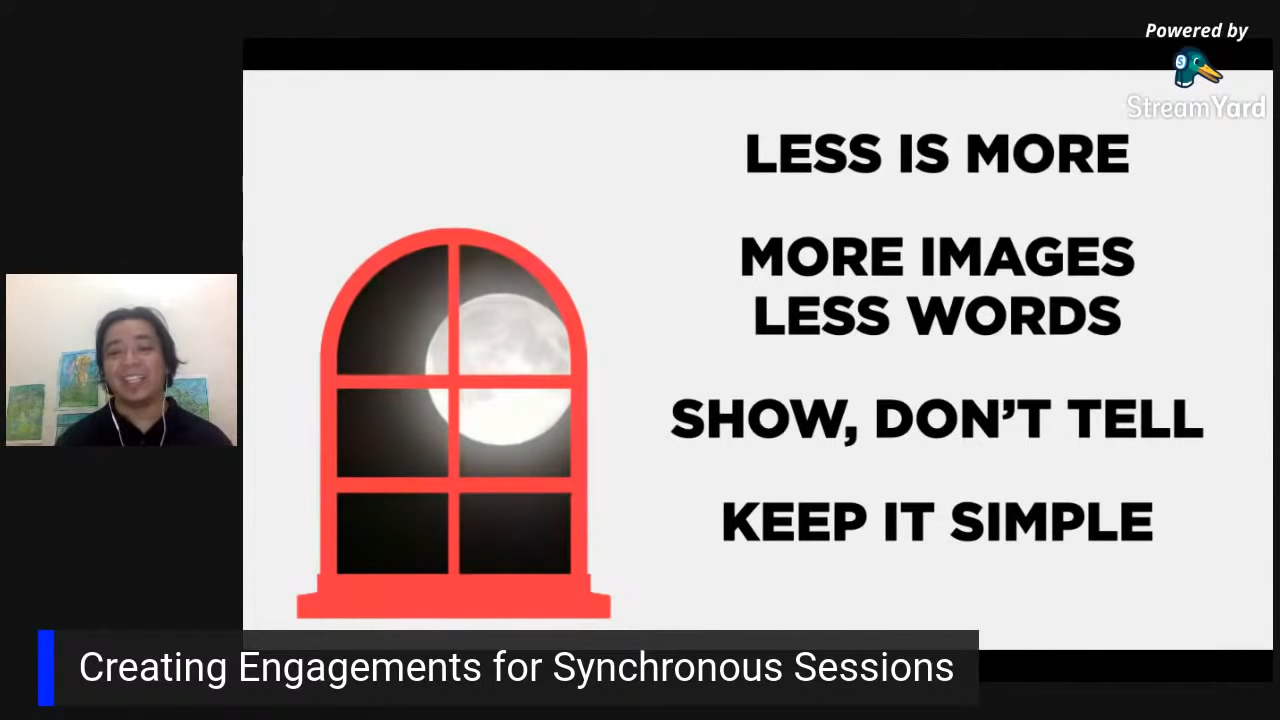 Powered by
S
StreamYard
LESS IS MORE
MORE IMAGES
LESS WORDS
SHOW, DON’T TELL
KEEP IT SIMPLE
Creating Engagements for Synchronous Sessions